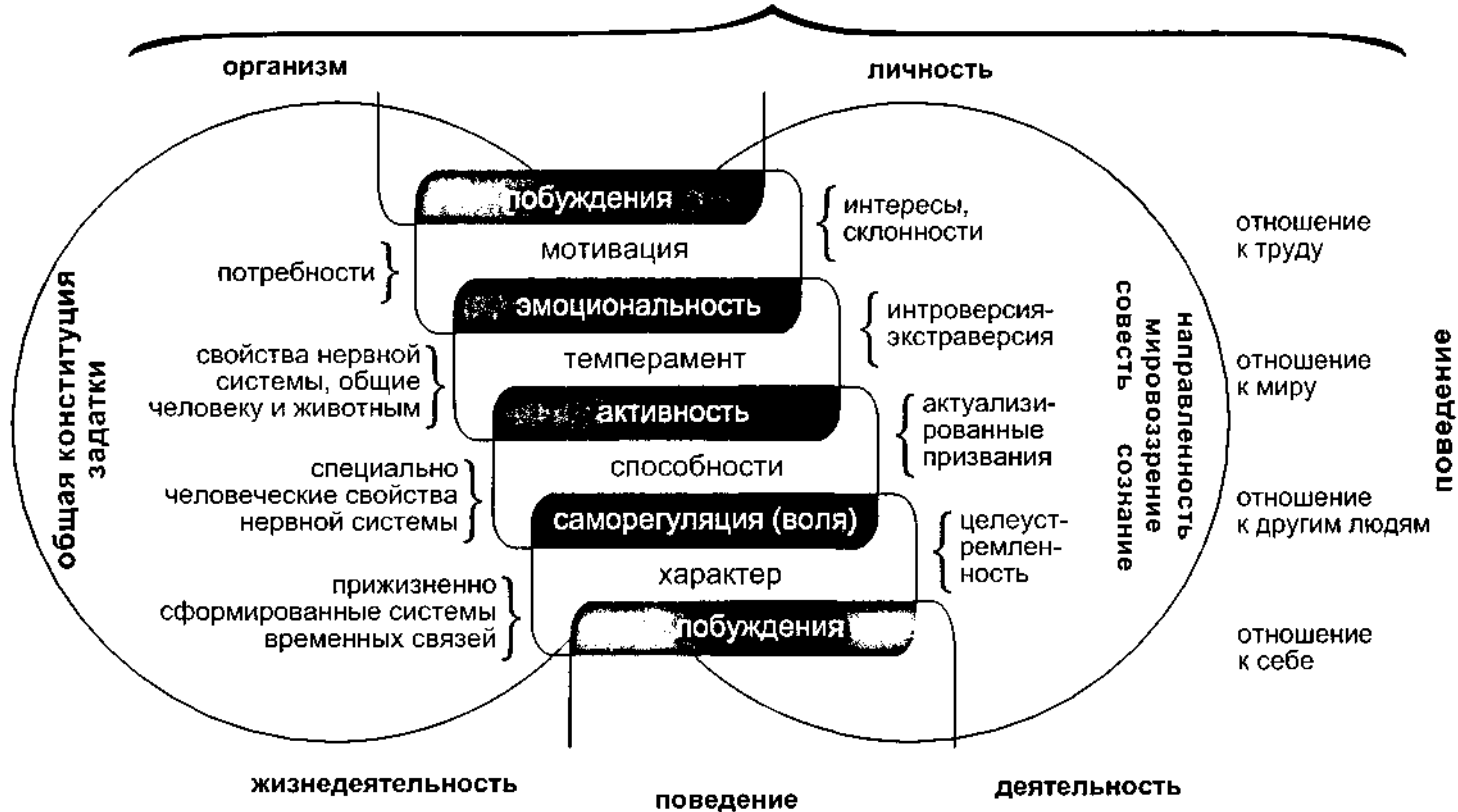 организм
личность
побуждения
мотивация
эмоциональность
темперамент
активность
способности
саморегуляция (воля)
характер
побуждения
общая конституция
задатки
потребности
свойства нервной
системы, общие
человеку и животным
специально
человеческие свойства
нервной системы
прижизненно
сформированные системы
временных связей
интересы,
склонности
интроверсия-
экстраверсия
актуализи-
рованные
призвания
целеуст-
ремлен-
ность
направленность
мировоззрение
совесть сознание
отношение
к труду
отношение
к миру
отношение
к другим людям
отношение
к себе
поведение
жизнедеятельность
поведение
деятельность